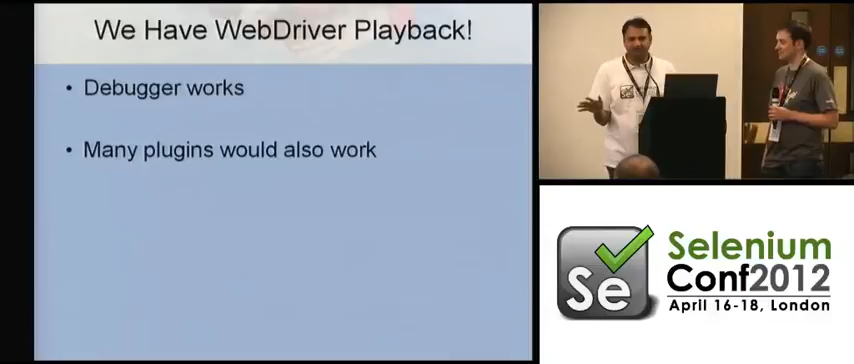 We Have WebDriver Playback!
• Debugger works
• Many plugins would also work
Se
Selenium
Conf2012
April 16-18, London